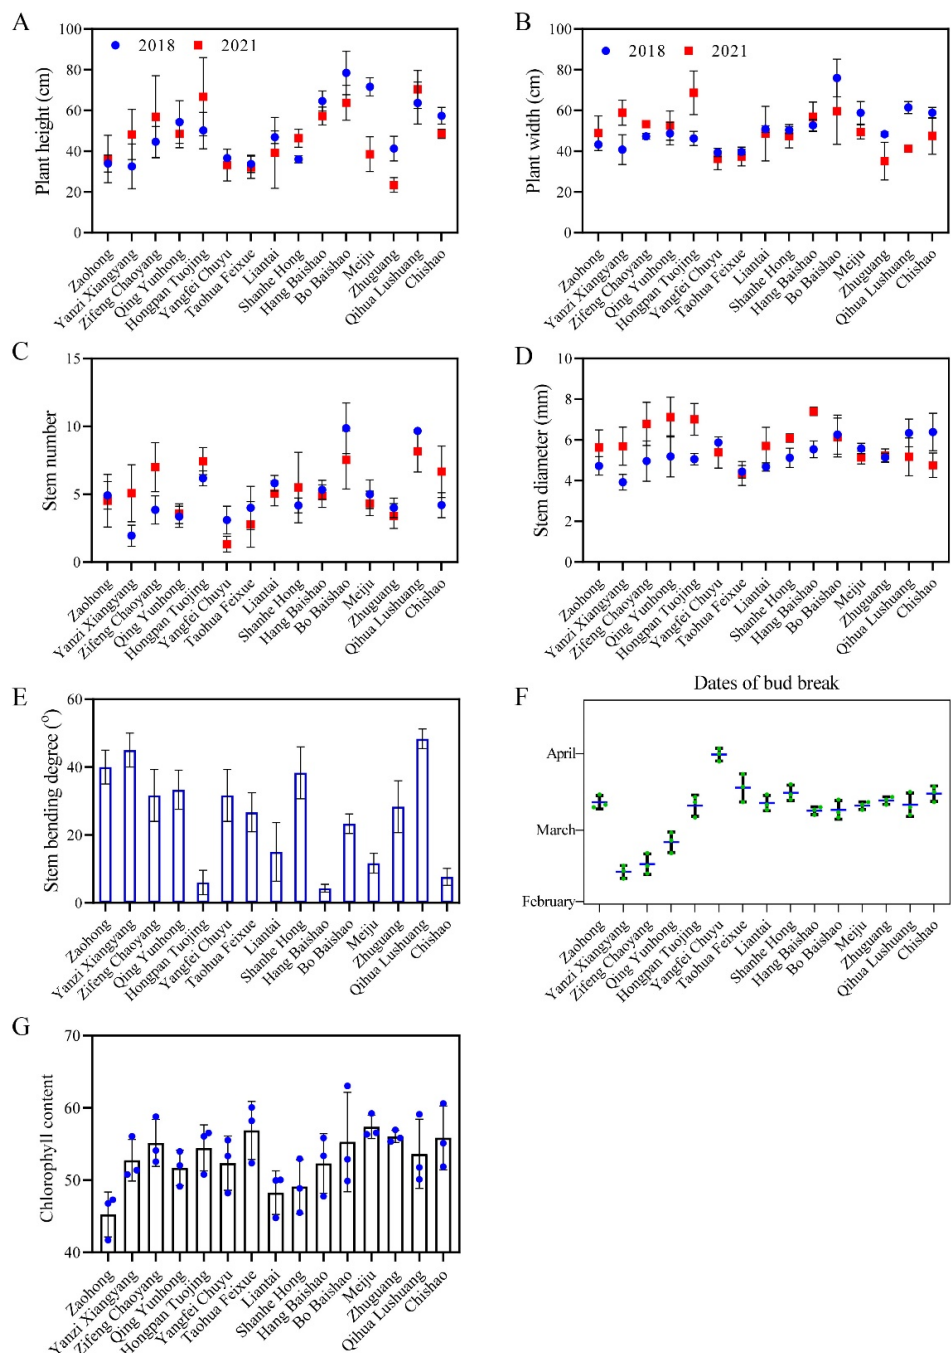 A
Plant height (cm)
100
80
60
40
20
0
2018
2021
Zaohong
Yanzi Xiangyang
Zifeng Chaoyang
Qing Yunhong
Hongpan Tuojing
Yangfei Chuyu
Taohua Feixue
Liantai
Shanhe Hong
Hang Baishao
Bo Baishao
Meiju
Zhuguang
Qihua Lushuang
Chishao
B
Plant width (cm)
100
80
60
40
20
0
2018
2021
Zaohong
Yanzi Xiangyang
Zifeng Chaoyang
Qing Yunhong
Hongpan Tuojing
Yangfei Chuyu
Taohua Feixue
Liantai
Shanhe Hong
Hang Baishao
Bo Baishao
Meiju
Zhuguang
Qihua Lushuang
Chishao
C
Stem number
15
10
5
0
Zaohong
Yanzi Xiangyang
Zifeng Chaoyang
Qing Yunhong
Hongpan Tuojing
Yangfei Chuyu
Taohua Feixue
Liantai
Shanhe Hong
Hang Baishao
Bo Baishao
Meiju
Zhuguang
Qihua Lushuang
Chishao
D
Stem diameter (mm)
10
8
6
4
2
0
Zaohong
Yanzi Xiangyang
Zifeng Chaoyang
Qing Yunhong
Hongpan Tuojing
Yangfei Chuyu
Taohua Feixue
Liantai
Shanhe Hong
Hang Baishao
Bo Baishao
Meiju
Zhuguang
Qihua Lushuang
Chishao
E
Stem bending degree (°)
60
40
20
0
Zaohong
Yanzi Xiangyang
Zifeng Chaoyang
Qing Yunhong
Hongpan Tuojing
Yangfei Chuyu
Taohua Feixue
Liantai
Shanhe Hong
Hang Baishao
Bo Baishao
Meiju
Zhuguang
Qihua Lushuang
Chishao
F
Dates of bud break
April
March
February
Zaohong
Yanzi Xiangyang
Zifeng Chaoyang
Qing Yunhong
Hongpan Tuojing
Yangfei Chuyu
Taohua Feixue
Liantai
Shanhe Hong
Hang Baishao
Bo Baishao
Meiju
Zhuguang
Qihua Lushuang
Chishao
G
Chlorophyll content
70
60
50
40
Zaohong
Yanzi Xiangyang
Zifeng Chaoyang
Qing Yunhong
Hongpan Tuojing
Yangfei Chuyu
Taohua Feixue
Liantai
Shanhe Hong
Hang Baishao
Bo Baishao
Meiju
Zhuguang
Qihua Lushuang
Chishao